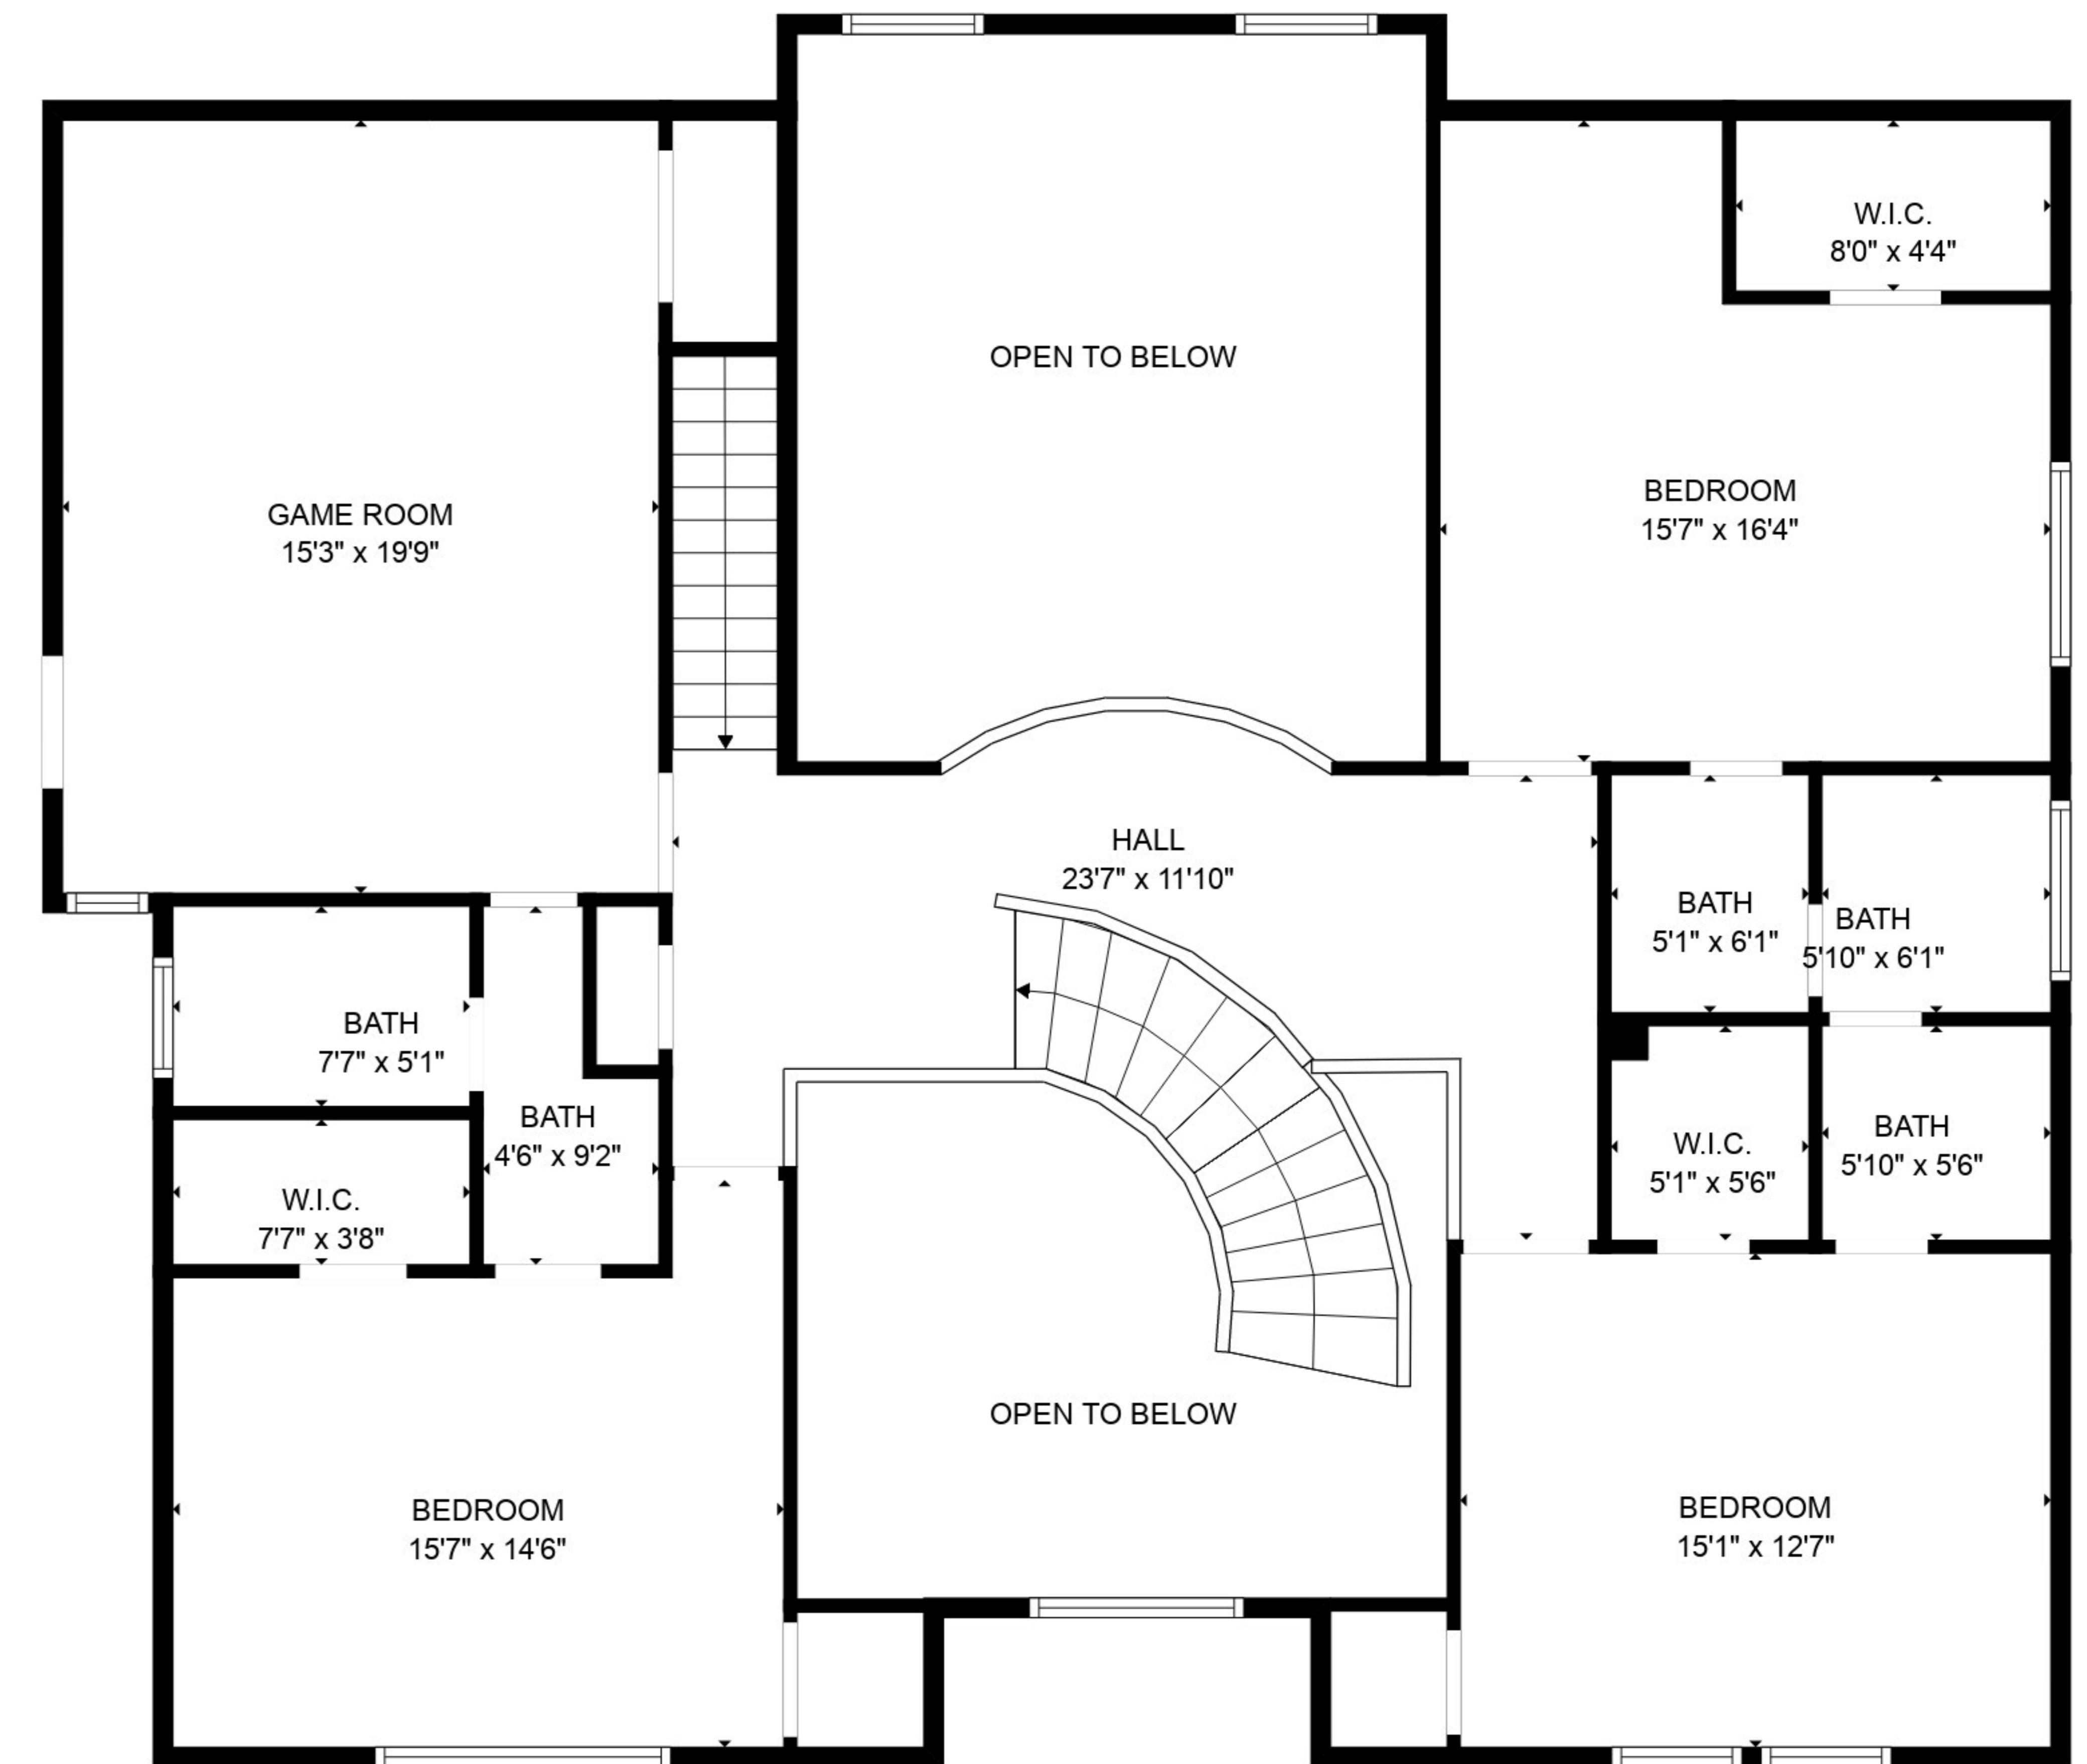 W.I.C.
8'0" x 4'4"
OPEN TO BELOW
BEDROOM
15'7" x 16'4"
GAME ROOM
15'3" x 19'9"
HALL
23'7" x 11'10"
BATH
5'1" x 6'1"
BATH
5'10" x 6'1"
BATH
7'7" x 5'1"
BATH
4'6" x 9'2"
W.I.C.
5'1" x 5'6"
BATH
5'10" x 5'6"
W.I.C.
7'7" x 3'8"
OPEN TO BELOW
BEDROOM
15'7" x 14'6"
BEDROOM
15'1" x 12'7"